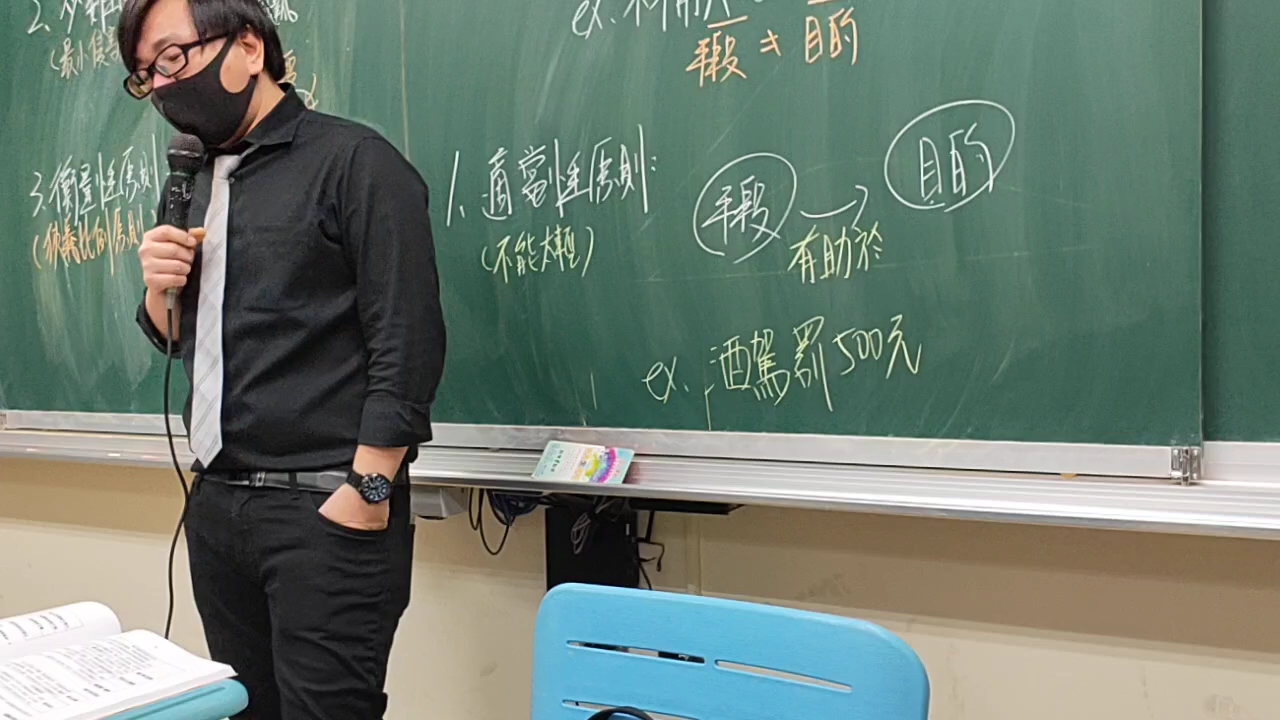 2. 必要性原則
(最小侵害
3. 衡量性原則
(狹義比例原則)
ex.
手段 ⇒ 目的
1. 適當性原則:
(不能太輕)
手段 → 目的
有助於
ex. 酒駕罰500元